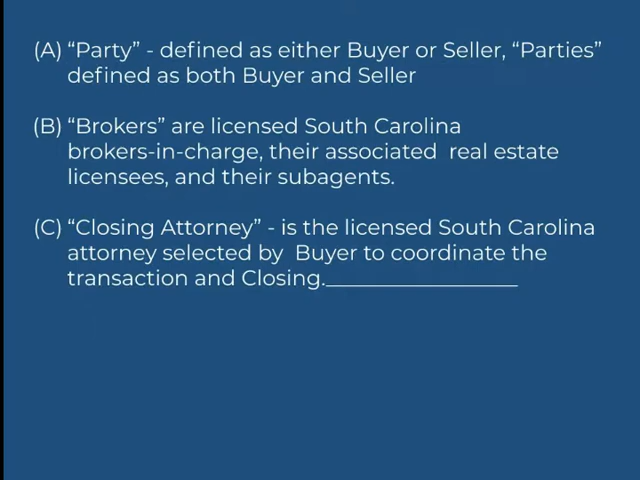 (A) “Party” - defined as either Buyer or Seller, “Parties”
defined as both Buyer and Seller
(B) “Brokers” are licensed South Carolina
brokers-in-charge, their associated real estate
licensees, and their subagents.
(C) “Closing Attorney” - is the licensed South Carolina
attorney selected by Buyer to coordinate the
transaction and Closing.__________________